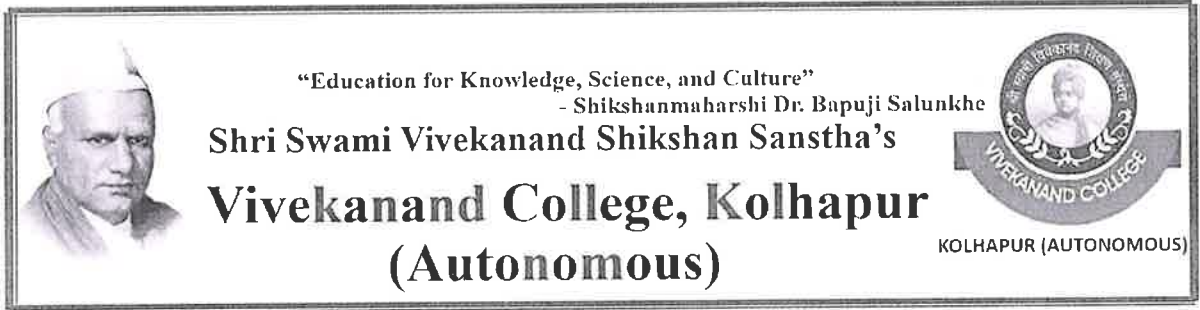 “Education for Knowledge, Science, and Culture”
- Shikshanmaharshi Dr. Bapuji Salunkhe
Shri Swami Vivekanand Shikshan Sanstha’s
Vivekanand College, Kolhapur
(Autonomous)
श्री स्वामी विवेकानंद शिक्षण संस्था
VIVEKANAND COLLEGE
KOLHAPUR (AUTONOMOUS)